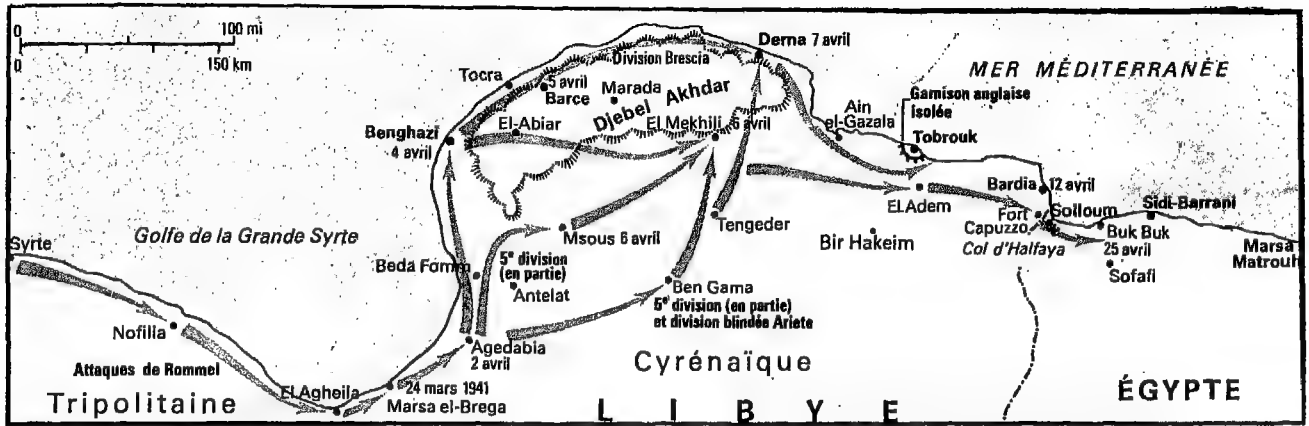 0 100 mi
0 150 km
Derna 7 avril
Division Brescia
MER MÉDITERRANÉE
Tocra
5 avril
Barce
Marada
Djebel Akhdar
Garnison anglaise
isolée
Ain
el-Gazala
Tobrouk
Benghazi
4 avril
El-Abiar
El Mekhili 6 avril
Bardia 12 avril
El Adem
Fort
Capuzzo
Solloum
Sidi-Barrani
Buk Buk
25 avril
Col d'Halfaya
Sofafi
Marsa
Matrouh
Tengeder
Bir Hakeim
Syrte
Golfe de la Grande Syrte
Msous 6 avril
Beda Fomm
5e division
(en partie)
Antelat
Ben Gama
5e division (en partie)
et division blindée Ariete
Nofilla
Agedabia
2 avril
Cyrénaïque
Attaques de Rommel
El Agheila
24 mars 1941
Marsa el-Brega
Tripolitaine
LIBYE
ÉGYPTE